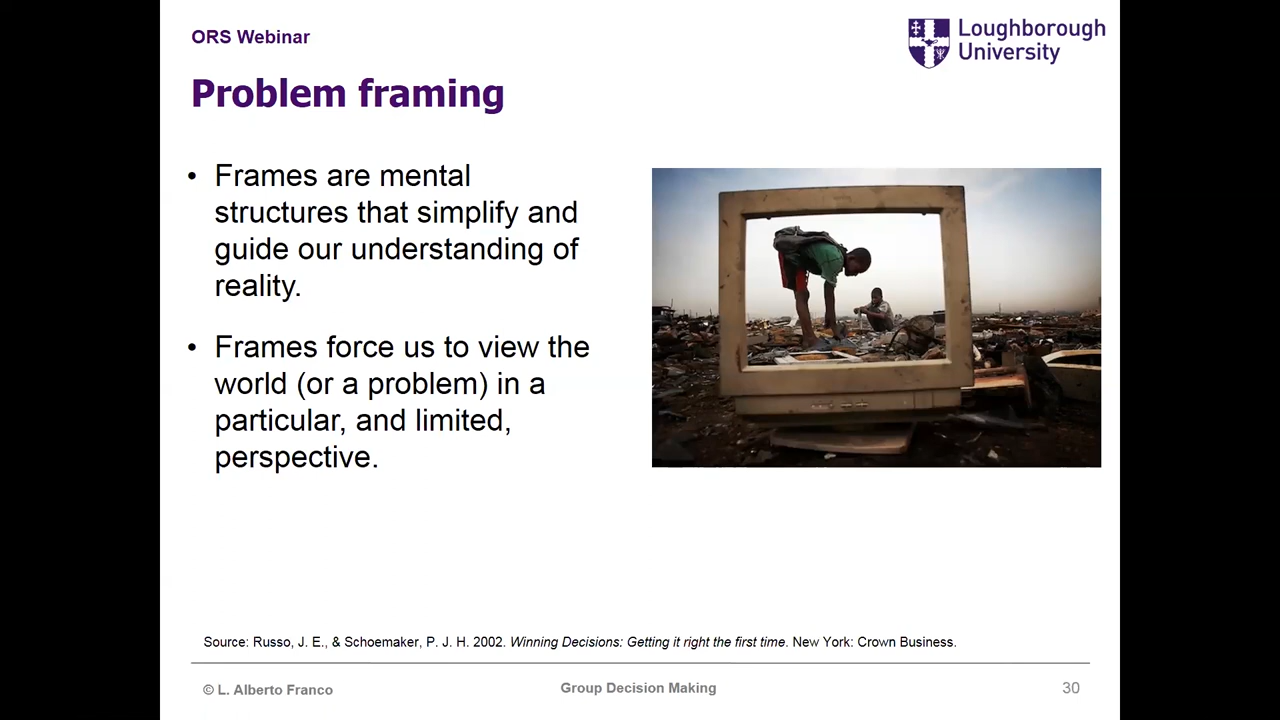 ORS Webinar
Loughborough
University
Problem framing
• Frames are mental
structures that simplify and
guide our understanding of
reality.
• Frames force us to view the
world (or a problem) in a
particular, and limited,
perspective.
Source: Russo, J. E., & Schoemaker, P. J. H. 2002. Winning Decisions: Getting it right the first time. New York: Crown Business.
© L. Alberto Franco
Group Decision Making
30